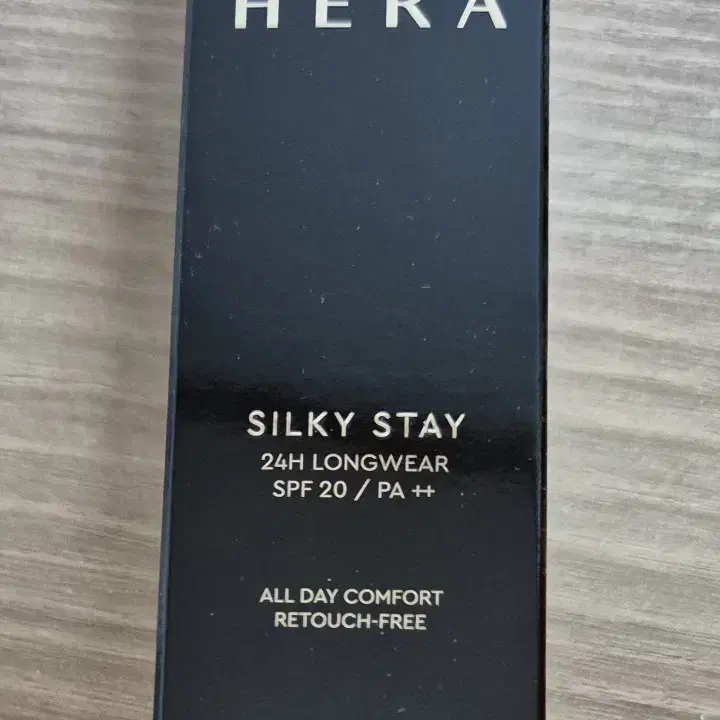 HERA
SILKY STAY
24H LONGWEAR
SPF 20 / PA ++
ALL DAY COMFORT
RETOUCH-FREE